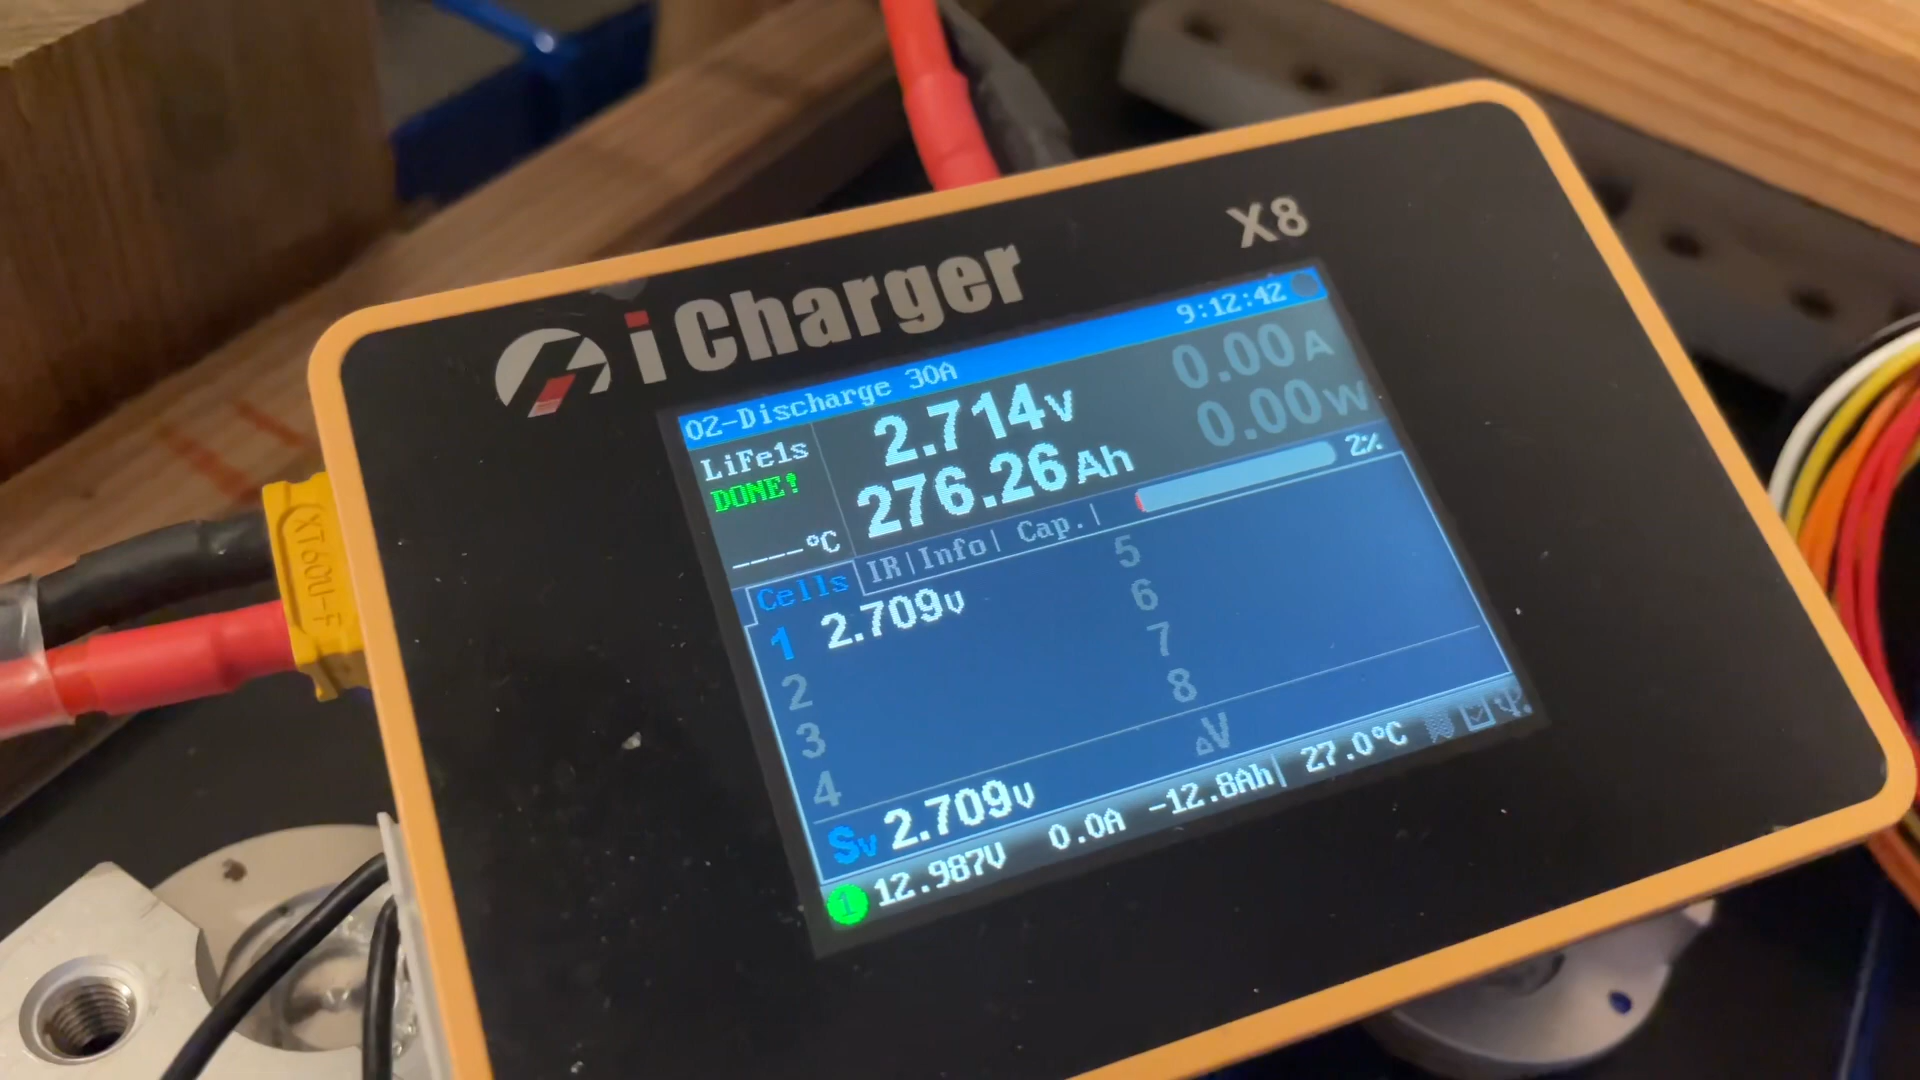 iCharger X8
02-Discharge 30A 9:12:42
LiFe1s 2.714V 0.00A
DONE! 276.26Ah 0.00W
___°C 2%
Cells IR Info Cap.
1 2.709V 5
2 6
3 7
4 8
Sv 2.709V ΔV
1 12.987V 0.0A -12.8Ah 27.0°C
XT60U-F